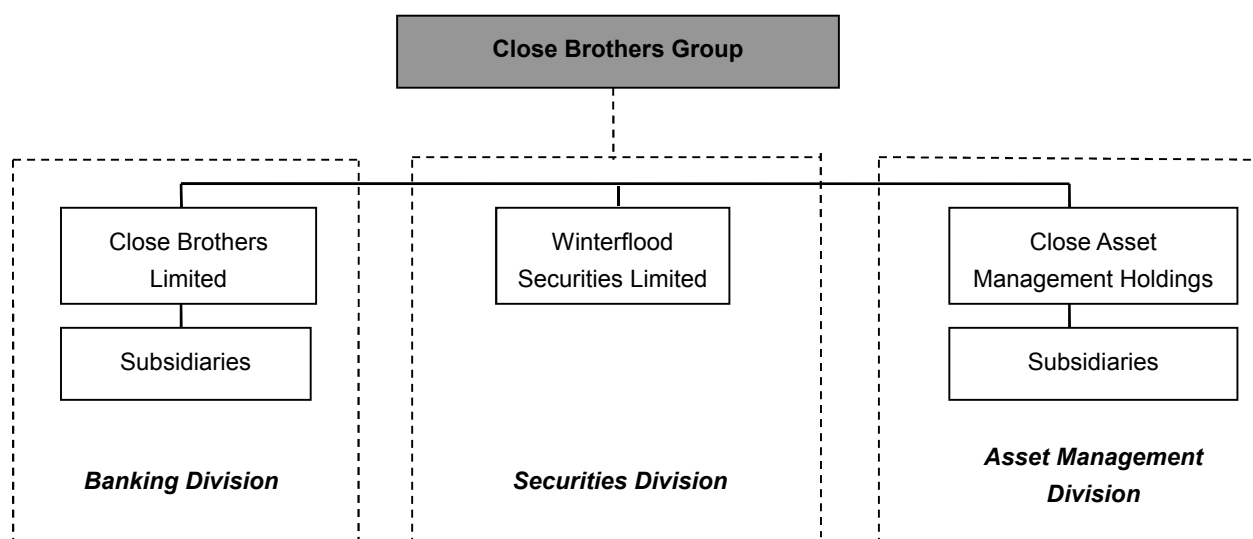 Close Brothers Group
Close Brothers
Limited
Subsidiaries
Banking Division
Winterflood
Securities Limited
Securities Division
Close Asset
Management Holdings
Subsidiaries
Asset Management
Division